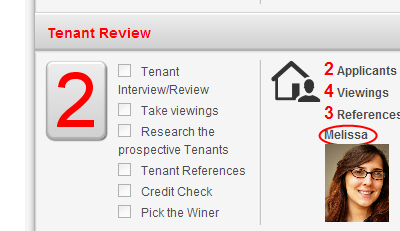 Tenant Review
2
Tenant
Interview/Review
Take viewings
Research the
prospective Tenants
Tenant References
Credit Check
Pick the Winer
2 Applicants
4 Viewings
3 References
Melissa